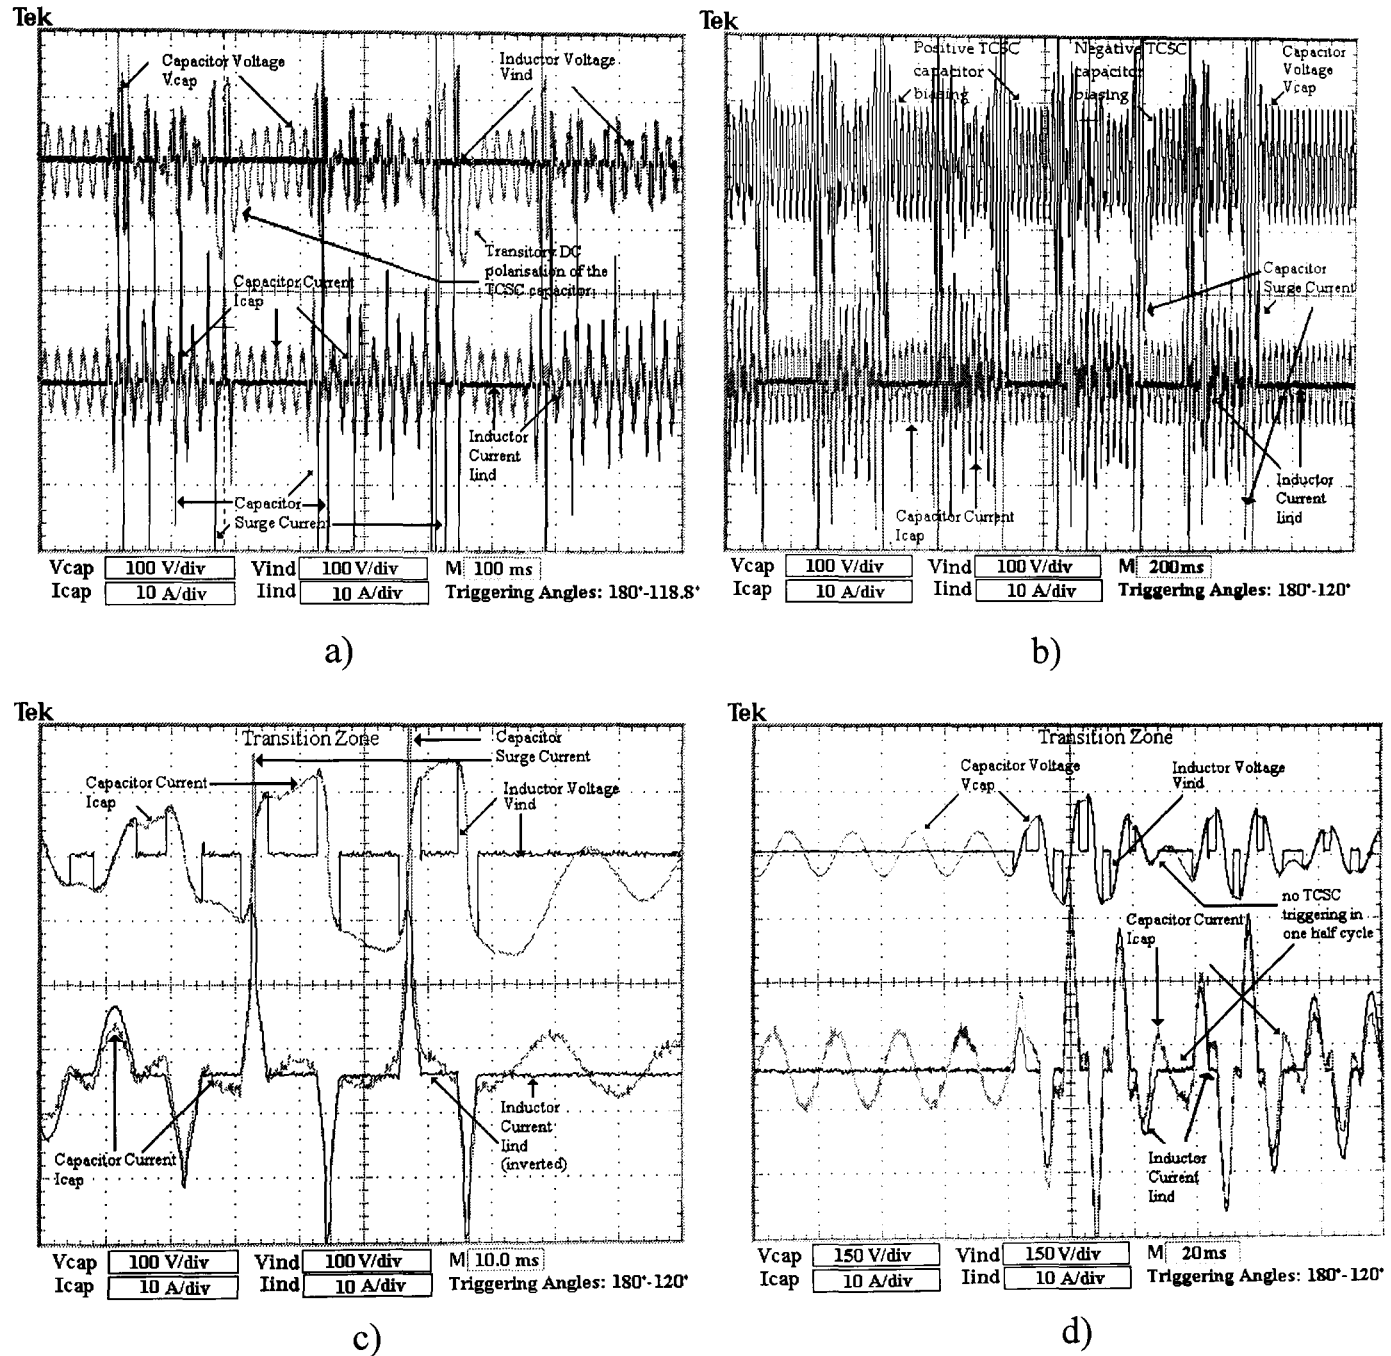 Tek
Capacitor Voltage
Vcap
Inductor Voltage
Vind
Transitory DC
polarisation of the
TCSC capacitor
Capacitor Current
Icap
Inductor
Current
Iind
Capacitor
Surge Current
Vcap 100 V/div Vind 100 V/div M 100 ms
Icap 10 A/div Iind 10 A/div Triggering Angles: 180°-118.8°
a)
Tek
Positive TCSC
capacitor
biasing
Negative TCSC
capacitor
biasing
Capacitor
Voltage
Vcap
Capacitor
Surge Current
Capacitor Current
Icap
Inductor
Current
Iind
Vcap 100 V/div Vind 100 V/div M 200ms
Icap 10 A/div Iind 10 A/div Triggering Angles: 180°-120°
b)
Tek
Transition Zone
Capacitor
Surge Current
Capacitor Current
Icap
Inductor Voltage
Vind
Capacitor Current
Icap
Inductor
Current
Iind
(inverted)
Vcap 100 V/div Vind 100 V/div M 10.0 ms
Icap 10 A/div Iind 10 A/div Triggering Angles: 180°-120°
c)
Tek
Transition Zone
Capacitor Voltage
Vcap
Inductor Voltage
Vind
no TCSC
triggering in
one half cycle
Capacitor Current
Icap
Inductor
Current
Iind
Vcap 150 V/div Vind 150 V/div M 20ms
Icap 10 A/div Iind 10 A/div Triggering Angles: 180°-120°
d)